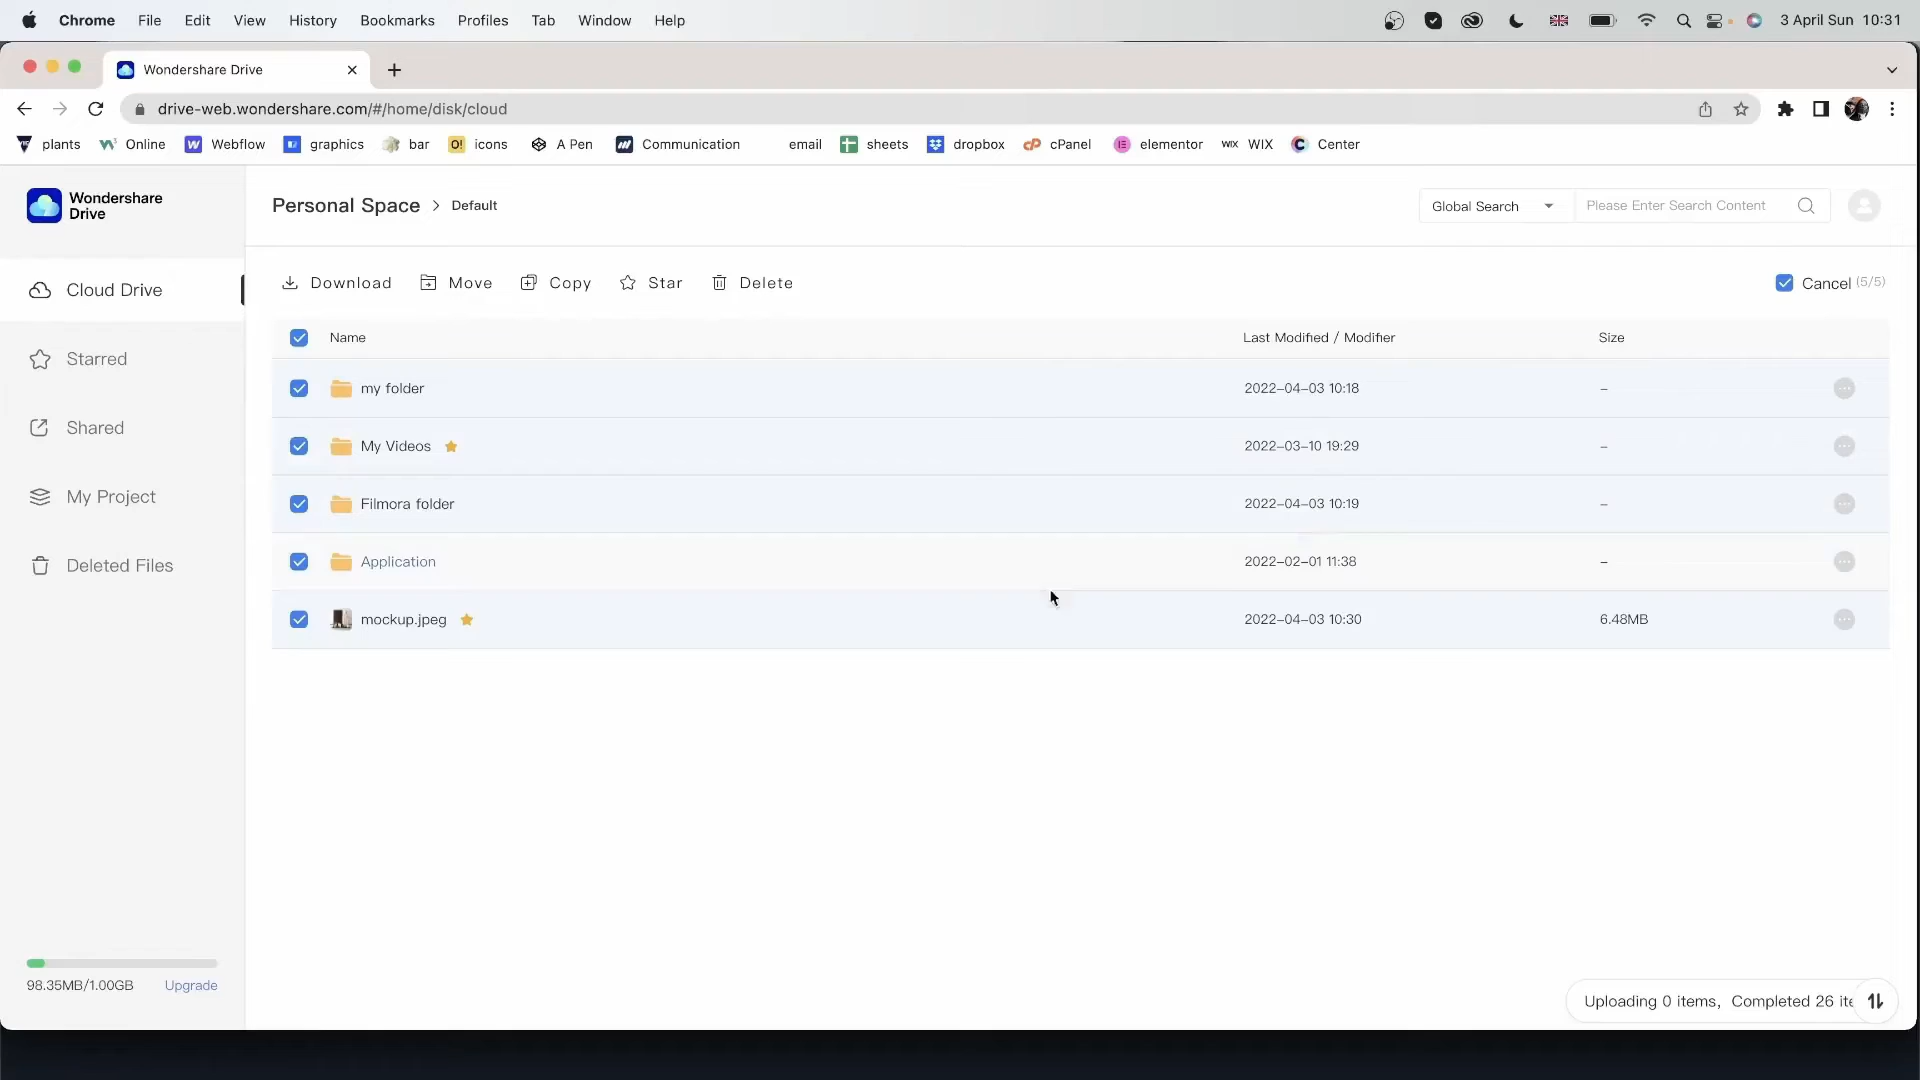 Chrome File Edit View History Bookmarks Profiles Tab Window Help 3 April Sun 10:31
Wondershare Drive
drive-web.wondershare.com/#/home/disk/cloud
plants Online Webflow graphics O! icons bar A Pen Communication email sheets dropbox cPanel elementor WIX WIX Center
Wondershare
Drive
Personal Space > Default
Global Search Please Enter Search Content
Cloud Drive
Starred
Shared
My Project
Deleted Files
98.35MB/1.00GB Upgrade
Download Move Copy Star Delete Cancel (5/5)
Name Last Modified / Modifier Size
my folder 2022-04-03 10:18 –
My Videos 2022-03-10 19:29 –
Filmora folder 2022-04-03 10:19 –
Application 2022-02-01 11:38 –
mockup.jpeg 2022-04-03 10:30 6.48MB
Uploading 0 items, Completed 26 ite